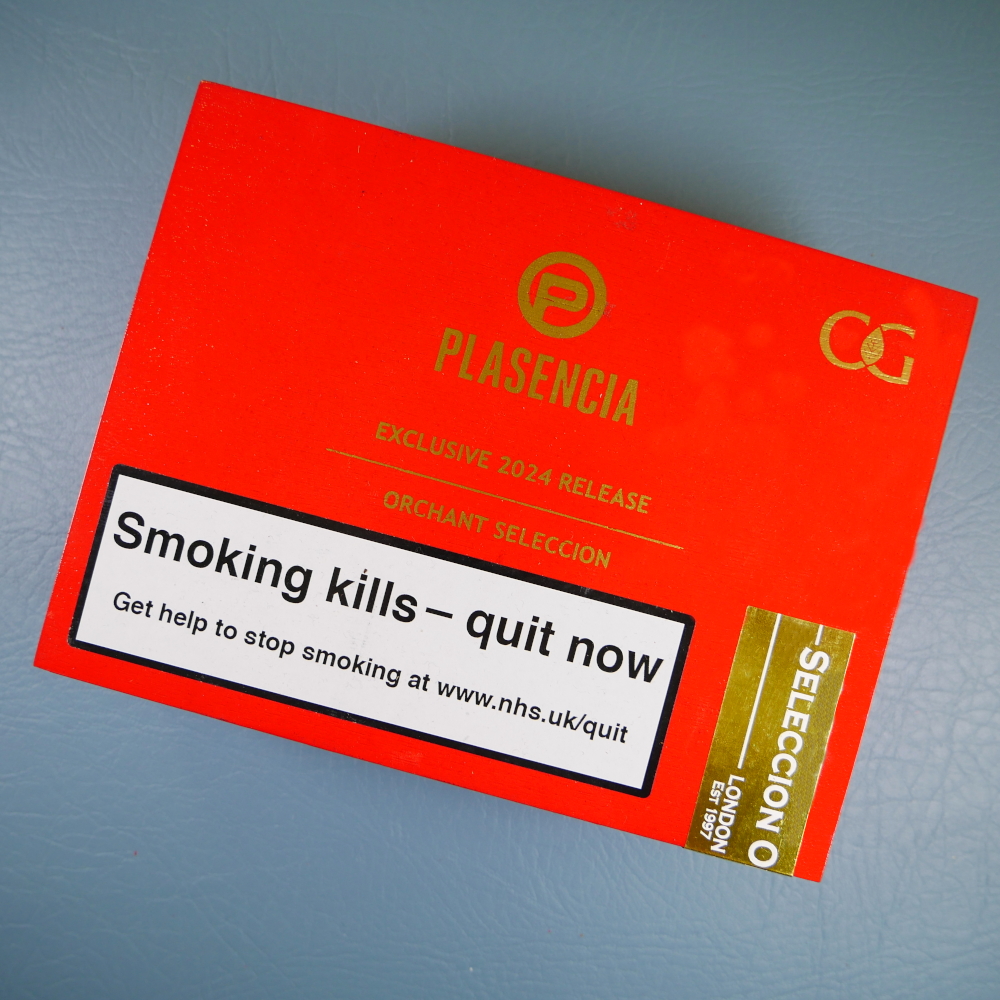 P
PLASENCIA
CG
EXCLUSIVE 2024 RELEASE
ORCHANT SELECCION
Smoking kills – quit now
Get help to stop smoking at www.nhs.uk/quit
SELECCION O
LONDON
EST 1997